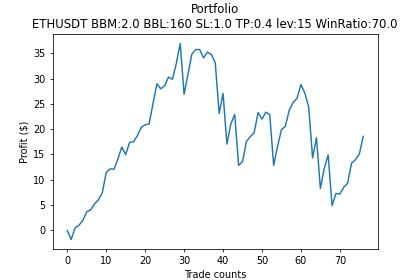 Portfolio
ETHUSDT BBM:2.0 BBL:160 SL:1.0 TP:0.4 lev:15 WinRatio:70.0
35
30
25
20
15
10
5
0
Profit ($)
0 10 20 30 40 50 60 70
Trade counts